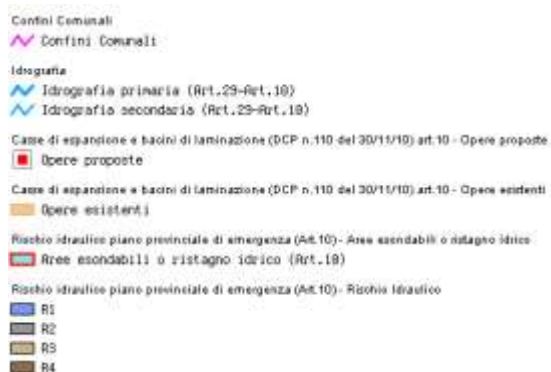 Confini Comunali
Confini Comunali
Idrografia
Idrografia primaria (Art.29-Art.10)
Idrografia secondaria (Art.29-Art.10)
Casse di espansione e bacini di laminazione (DCP n.110 del 30/11/10) art.10 - Opere proposte
Opere proposte
Casse di espansione e bacini di laminazione (DCP n.110 del 30/11/10) art.10 - Opere esistenti
Opere esistenti
Rischio idraulico piano provinciale di emergenza (Art.10)- Aree esondabili o ristagno idrico
Aree esondabili o ristagno idrico (Art.10)
Rischio idraulico piano provinciale di emergenza (Art.10)- Rischio Idraulico
R1
R2
R3
R4